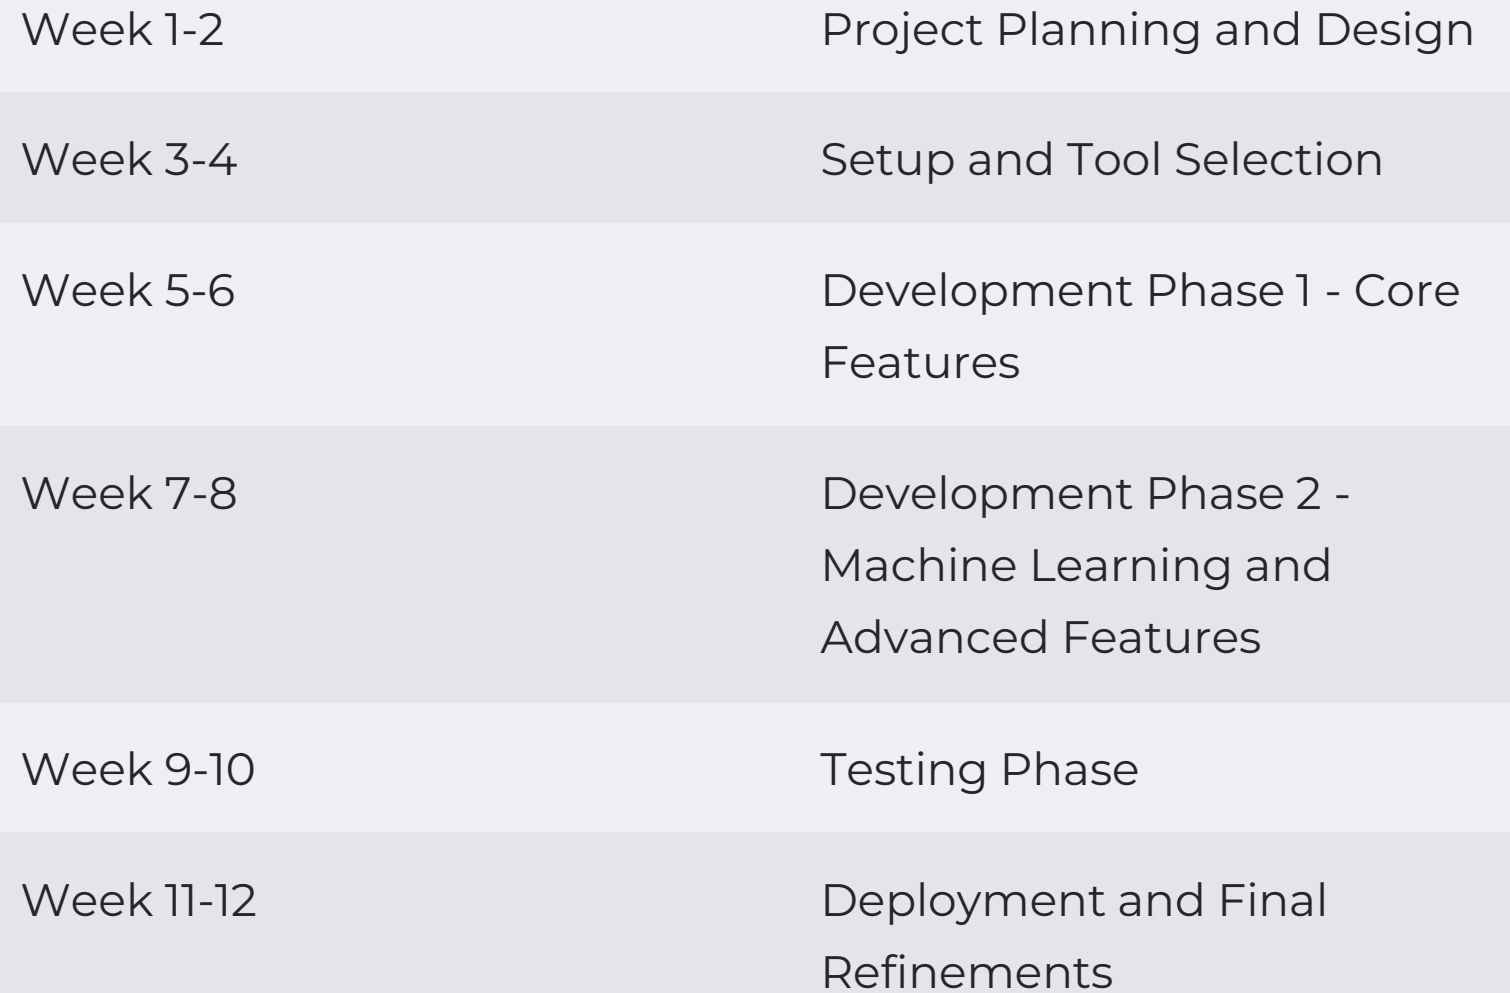 Week 1-2
Project Planning and Design
Week 3-4
Setup and Tool Selection
Week 5-6
Development Phase 1 - Core
Features
Week 7-8
Development Phase 2 -
Machine Learning and
Advanced Features
Week 9-10
Testing Phase
Week 11-12
Deployment and Final
Refinements